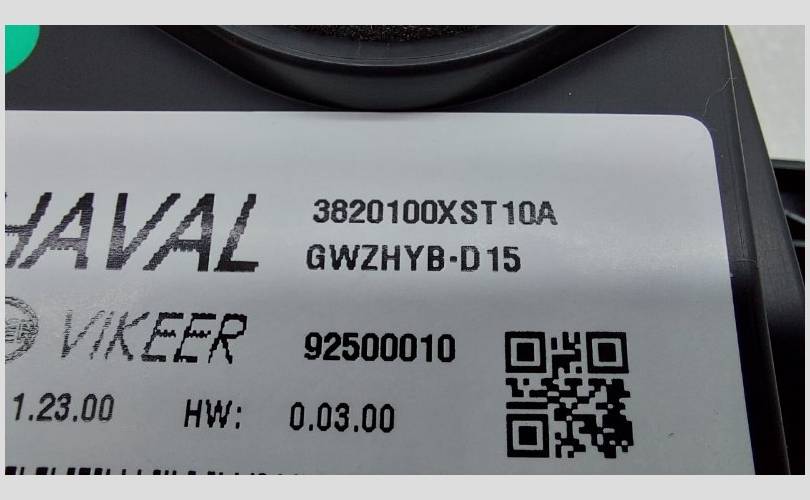 HAVAL 3820100XST10A
GWZHYB·D15
VIKEER 92500010
1.23.00 HW: 0.03.00